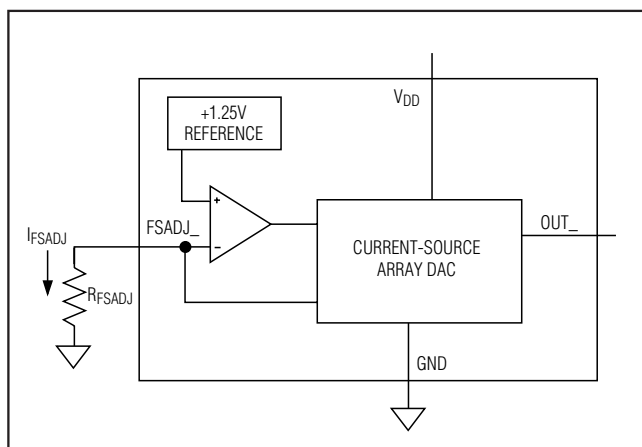 V_DD
+1.25V
REFERENCE
+
FSADJ_
−
OUT_
I_FSADJ
CURRENT-SOURCE
ARRAY DAC
R_FSADJ
GND